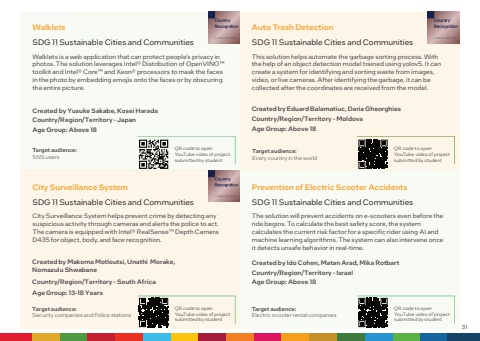 Walklets
Country
Recognition
SDG 11 Sustainable Cities and Communities
Walklets is a web application that can protect people's privacy in
photos. The solution leverages Intel® Distribution of OpenVINO™
toolkit and Intel® Core™ and Xeon® processors to mask the faces
in the photo by embedding emojis onto the faces or by obscuring
the entire picture.
Created by Yusuke Sakabe, Kosei Harada
Country/Region/Territory - Japan
Age Group: Above 18
Target audience:
SNS users
QR code to open
YouTube video of project
submitted by student
Auto Trash Detection
Country
Recognition
SDG 11 Sustainable Cities and Communities
This solution helps automate the garbage sorting process. With
the help of an object detection model trained using yolov5. It can
create a system for identifying and sorting waste from images,
video, or live cameras. After identifying the garbage, it can be
collected after the coordinates are received from the model.
Created by Eduard Balamatiuc, Daria Gheorghies
Country/Region/Territory - Moldova
Age Group: Above 18
Target audience:
Every country in the world
QR code to open
YouTube video of project
submitted by student
City Surveillance System
Country
Recognition
SDG 11 Sustainable Cities and Communities
City Surveillance System helps prevent crime by detecting any
suspicious activity through cameras and alerts the police to act.
The camera is equipped with Intel® RealSense™ Depth Camera
D435 for object, body, and face recognition.
Created by Makoma Motloutsi, Unathi Moraka,
Nomazulu Shwabane
Country/Region/Territory - South Africa
Age Group: 13-18 Years
Target audience:
Security companies and Police stations
QR code to open
YouTube video of project
submitted by student
Prevention of Electric Scooter Accidents
SDG 11 Sustainable Cities and Communities
The solution will prevent accidents on e-scooters even before the
ride begins. To calculate the best safety score, the system
calculates the current risk factor for a specific rider using AI and
machine learning algorithms. The system can also intervene once
it detects unsafe behavior in real-time.
Created by Ido Cohen, Matan Arad, Mika Rotbart
Country/Region/Territory - Israel
Age Group: Above 18
Target audience:
Electric scooter rental companies
QR code to open
YouTube video of project
submitted by student
31